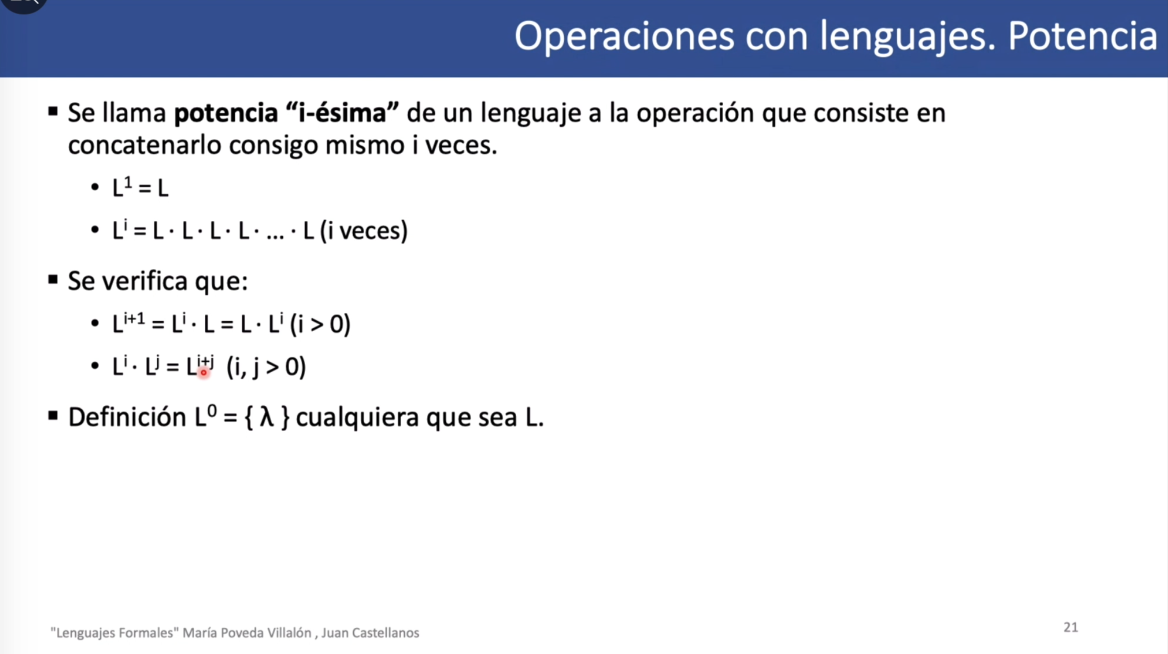 Operaciones con lenguajes. Potencia
▪ Se llama potencia “i-ésima” de un lenguaje a la operación que consiste en
concatenarlo consigo mismo i veces.
• L¹ = L
• Lⁱ = L · L · L · L · ... · L (i veces)
▪ Se verifica que:
• Lⁱ⁺¹ = Lⁱ · L = L · Lⁱ (i > 0)
• Lⁱ · Lʲ = Lⁱ⁺ʲ (i, j > 0)
▪ Definición L⁰ = { λ } cualquiera que sea L.
"Lenguajes Formales" María Poveda Villalón , Juan Castellanos
21